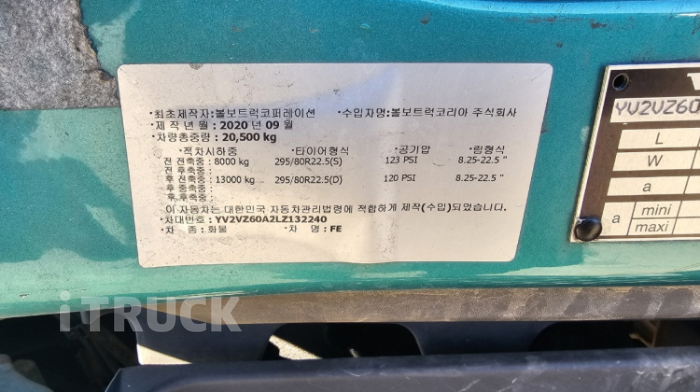 ·최초제작자:볼보트럭코퍼레이션 ·수입자명:볼보트럭코리아 주식회사
·제 작 년 월 : 2020 년 09 월
·차량총중량 : 20,500 kg
·적차시하중 ·타이어형식 ·공기압 ·림형식
전 전축중 : 8000 kg 295/80R22.5(S) 123 PSI 8.25-22.5 "
전 후축중 :
후 전축중 : 13000 kg 295/80R22.5(D) 120 PSI 8.25-22.5 "
후 중축중 :
후 후축중 :
이 자동차는 대한민국 자동차관리법령에 적합하게 제작(수입)되었습니다.
·차대번호 : YV2VZ60A2LZ132240
·차 종 : 화물 ·차 명 : FE
YV2VZ60
L
W
a
a mini
maxi
iTRUCK